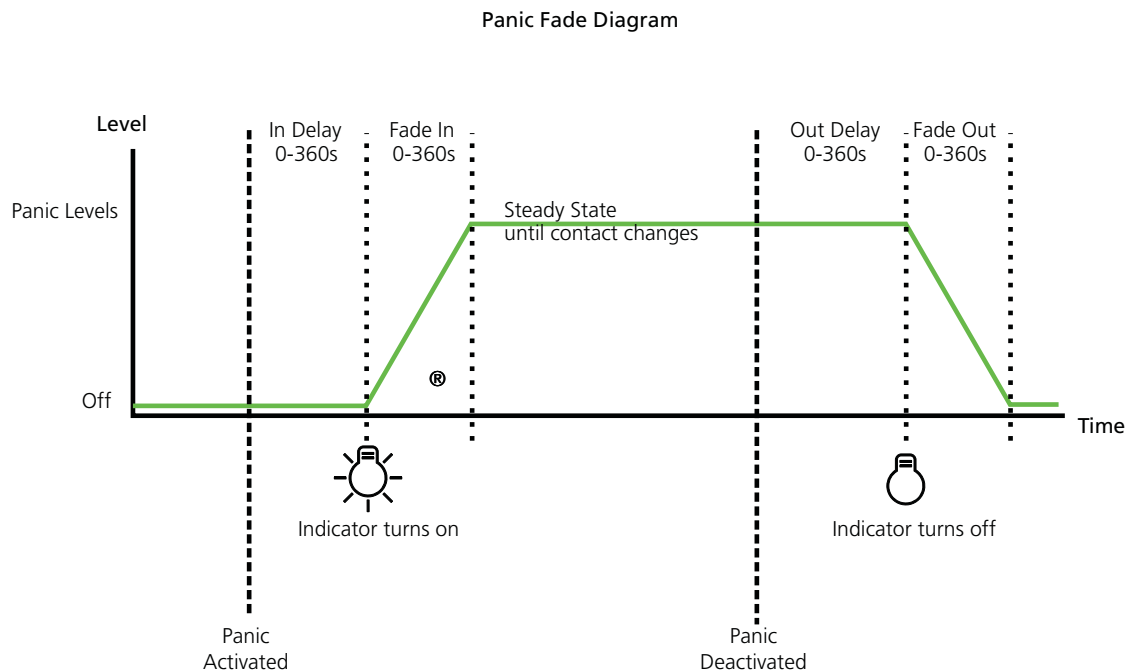 Panic Fade Diagram
Level
In Delay
0-360s
Fade In
0-360s
Out Delay
0-360s
Fade Out
0-360s
Panic Levels
Steady State
until contact changes
®
Off
Time
Indicator turns on
Indicator turns off
Panic
Activated
Panic
Deactivated